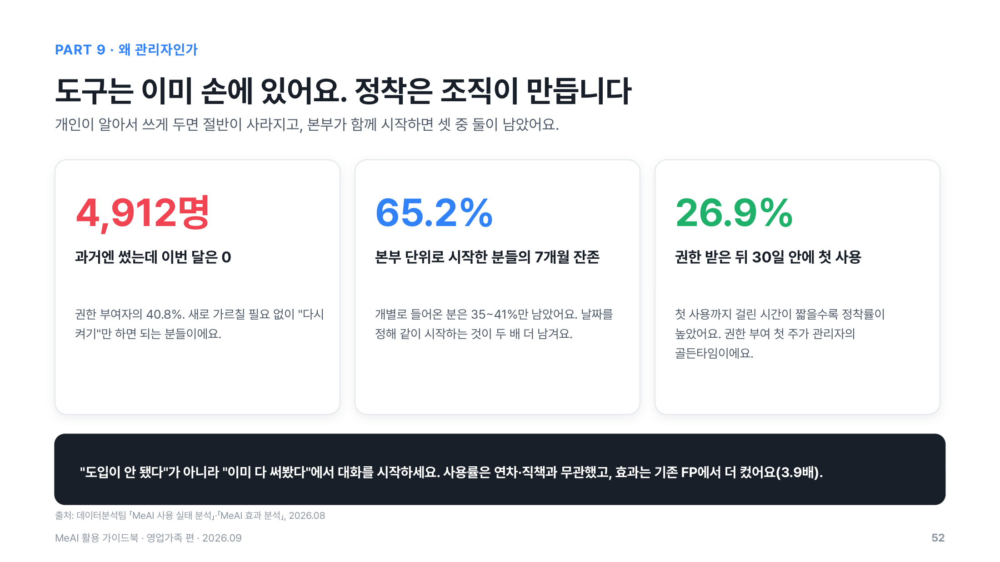 PART 9 · 왜 관리자인가
도구는 이미 손에 있어요. 정착은 조직이 만듭니다
개인이 알아서 쓰게 두면 절반이 사라지고, 본부가 함께 시작하면 셋 중 둘이 남았어요.
4,912명
과거엔 썼는데 이번 달은 0
권한 부여자의 40.8%. 새로 가르칠 필요 없이 "다시
켜기"만 하면 되는 분들이에요.
65.2%
본부 단위로 시작한 분들의 7개월 잔존
개별로 들어온 분은 35~41%만 남았어요. 날짜를
정해 같이 시작하는 것이 두 배 더 남겨요.
26.9%
권한 받은 뒤 30일 안에 첫 사용
첫 사용까지 걸린 시간이 짧을수록 정착률이
높았어요. 권한 부여 첫 주가 관리자의
골든타임이에요.
"도입이 안 됐다"가 아니라 "이미 다 써봤다"에서 대화를 시작하세요. 사용률은 연차·직책과 무관했고, 효과는 기존 FP에서 더 컸어요(3.9배).
출처: 데이터분석팀 「MeAI 사용 실태 분석」·「MeAI 효과 분석」, 2026.08
MeAI 활용 가이드북 · 영업가족 편 · 2026.09
52